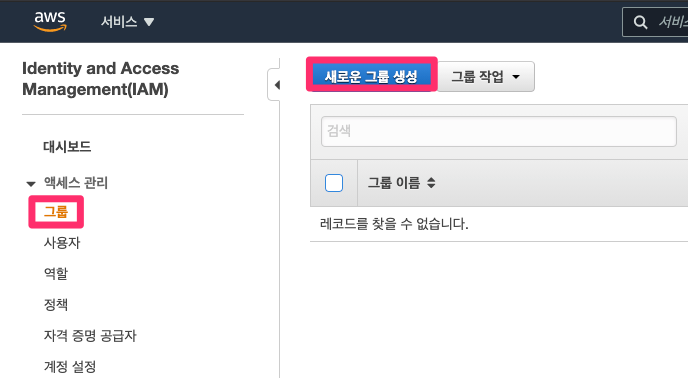 aws 서비스 서비스
Identity and Access
Management(IAM)
새로운 그룹 생성 그룹 작업
대시보드
검색
액세스 관리
그룹 이름
그룹
레코드를 찾을 수 없습니다.
사용자
역할
정책
자격 증명 공급자
계정 설정